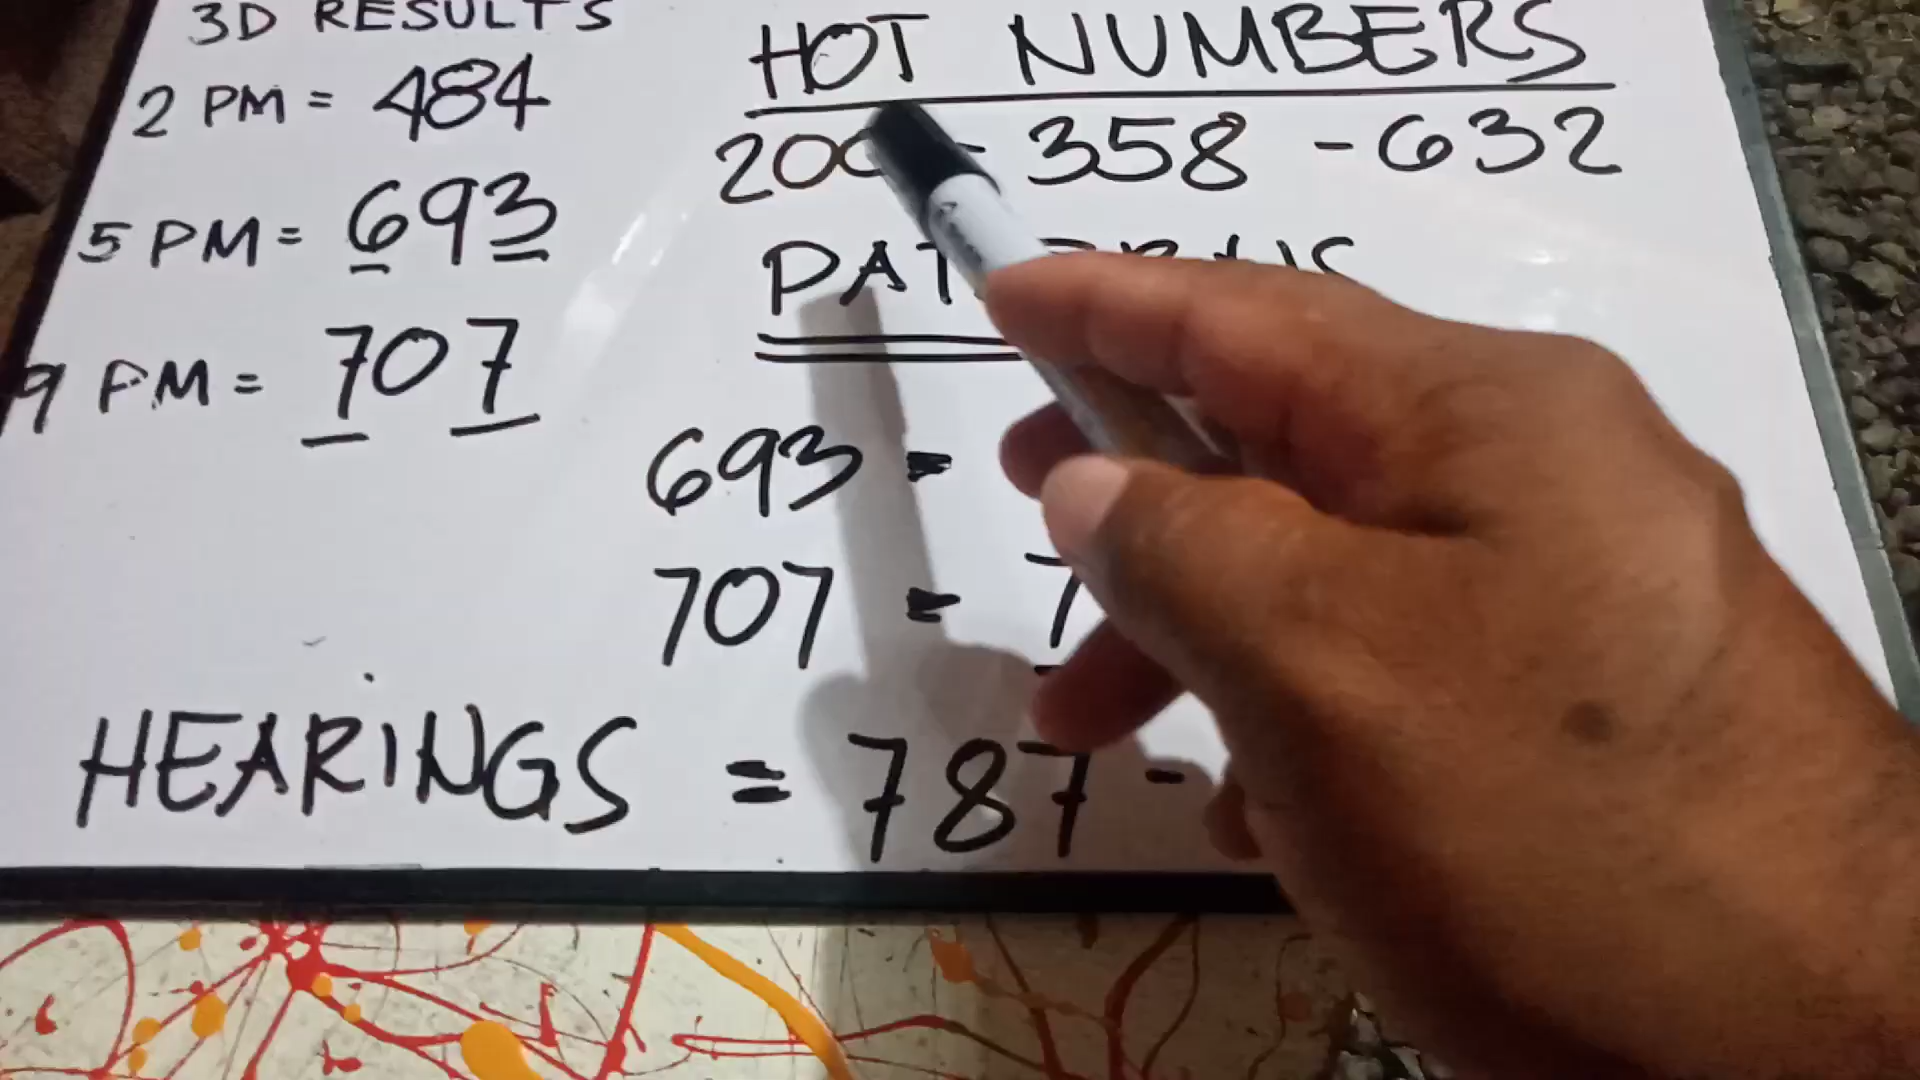 3D RESULTS
2 PM = 484
5 PM = 693
9 PM = 707
HOT NUMBERS
- 358 - 632
693 =
707 = 7
HEARINGS = 787 -